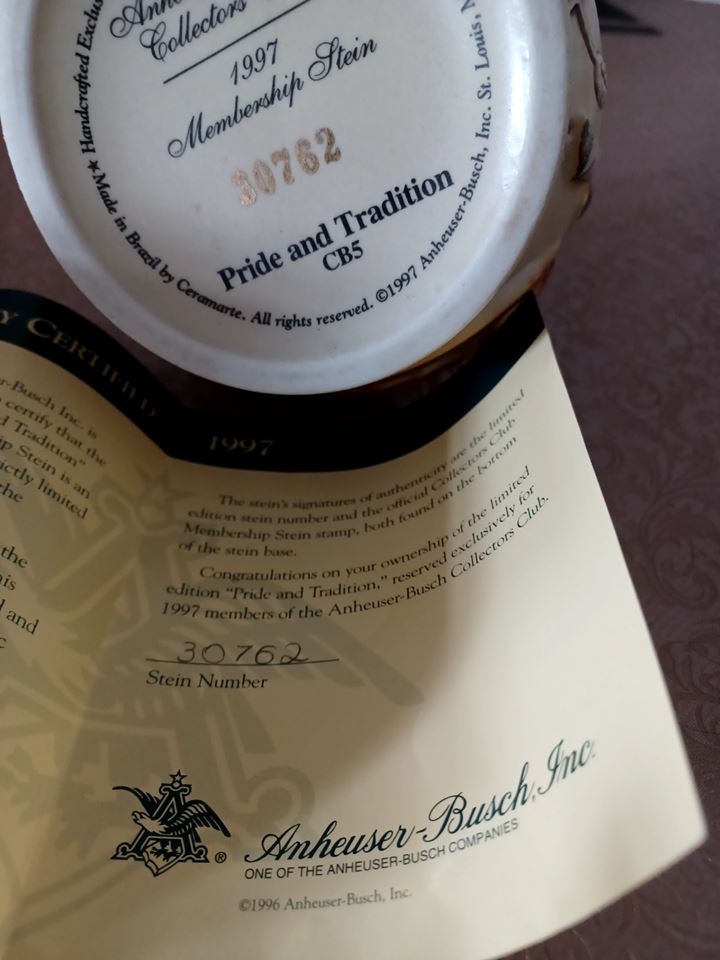 Collectors
1997
Membership Stein
30762
Pride and Tradition
CB5
★ Handcrafted
Made in Brazil by Ceramarte. All rights reserved. ©1997 Anheuser-Busch, Inc. St. Louis,
CERTIFIED
1997
-Busch Inc. is
certify that the
Tradition"
Stein is an
limited
the
the
and
The stein's signatures of authenticity are the limited
edition stein number and the official Collectors Club
Membership Stein stamp, both found on the bottom
of the stein base.
Congratulations on your ownership of the limited
edition "Pride and Tradition," reserved exclusively for
1997 members of the Anheuser-Busch Collectors Club.
30762
Stein Number
A ®
Anheuser-Busch, Inc.
ONE OF THE ANHEUSER-BUSCH COMPANIES
©1996 Anheuser-Busch, Inc.